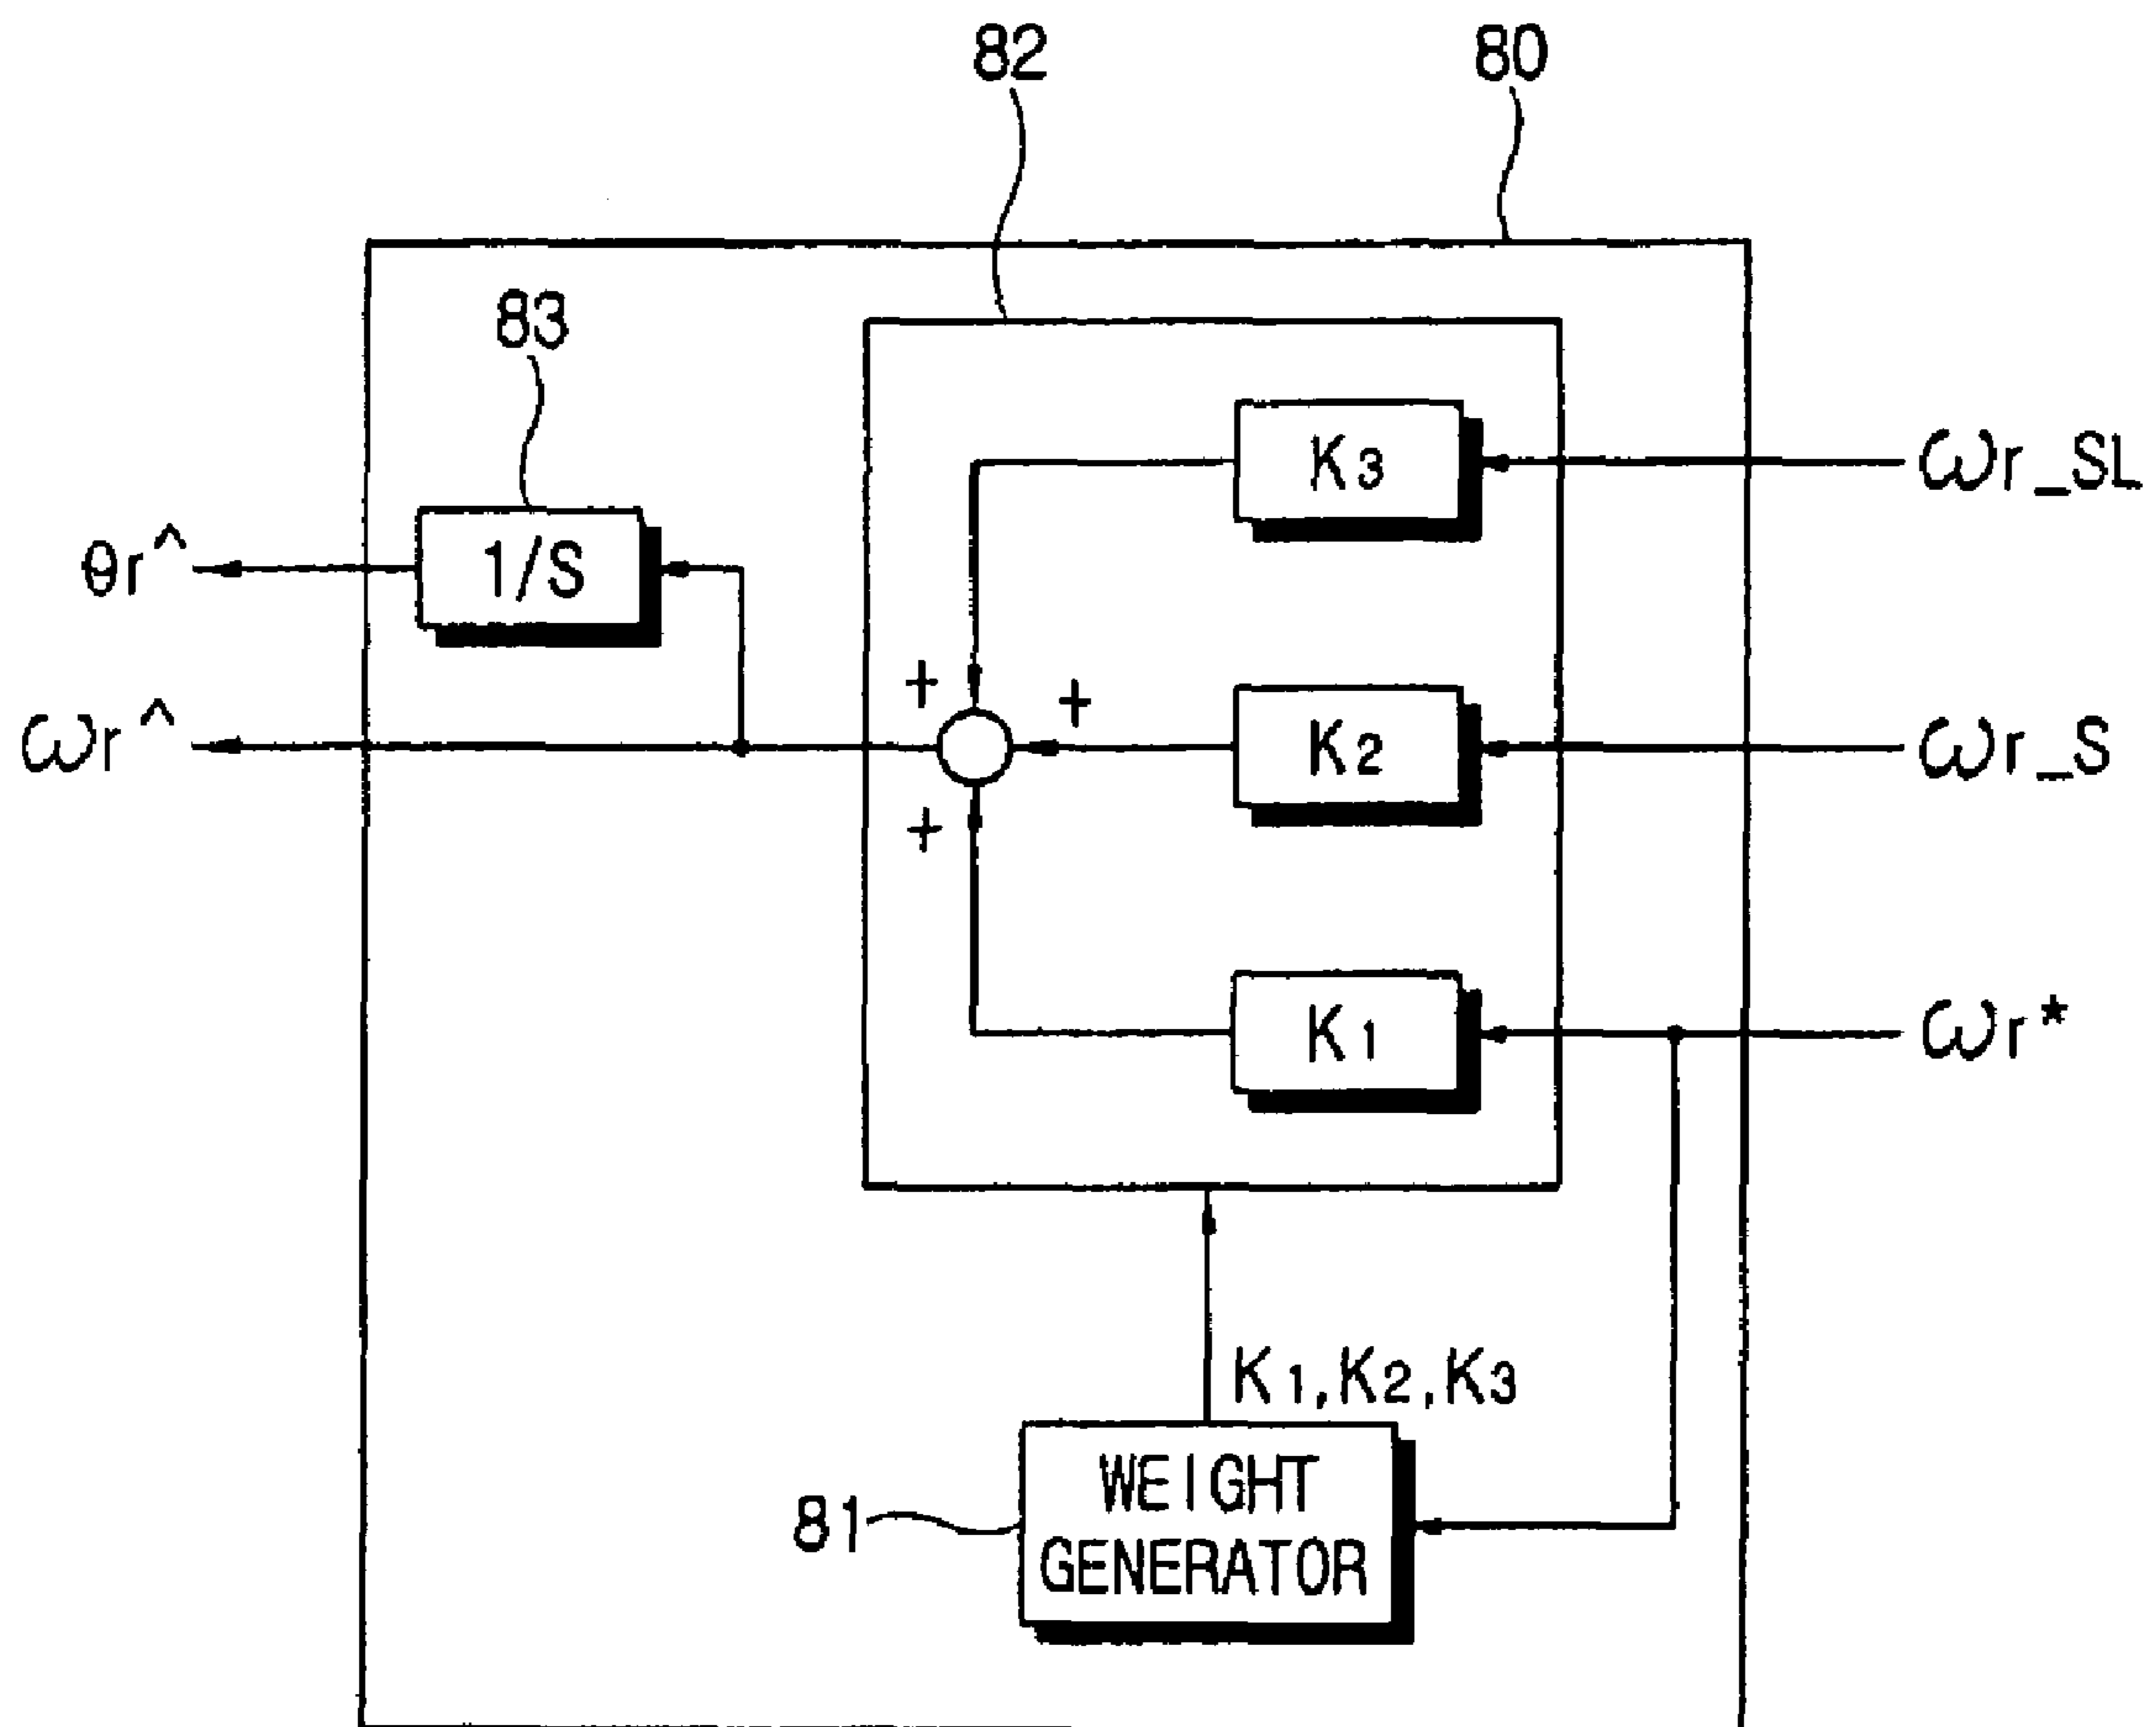 82
80
83
K3
ωr_SL
θr^
1/S
+
+
K2
ωr^
ωr_S
+
K1
ωr*
K1,K2,K3
WEIGHT
GENERATOR
81